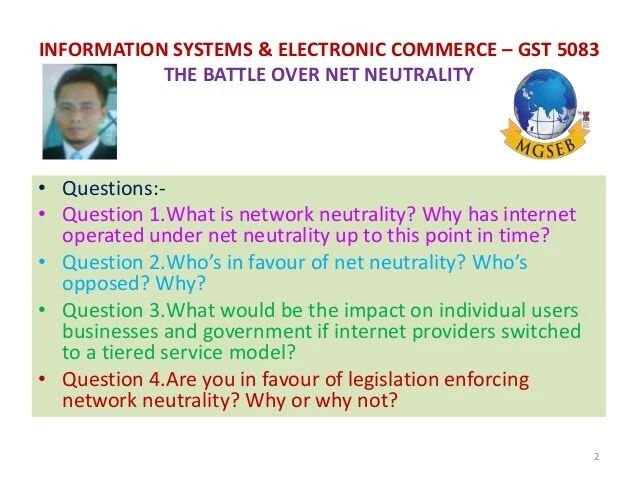 INFORMATION SYSTEMS & ELECTRONIC COMMERCE – GST 5083
THE BATTLE OVER NET NEUTRALITY
MGSEB
• Questions:-
• Question 1.What is network neutrality? Why has internet
operated under net neutrality up to this point in time?
• Question 2.Who’s in favour of net neutrality? Who’s
opposed? Why?
• Question 3.What would be the impact on individual users
businesses and government if internet providers switched
to a tiered service model?
• Question 4.Are you in favour of legislation enforcing
network neutrality? Why or why not?
2